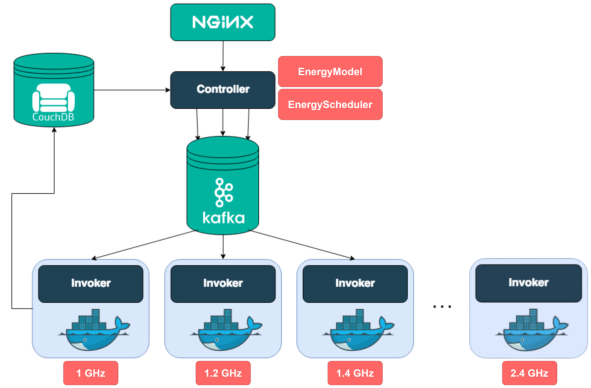 NGINX
EnergyModel
Controller
EnergyScheduler
CouchDB
kafka
Invoker
Invoker
Invoker
...
Invoker
1 GHz
1.2 GHz
1.4 GHz
2.4 GHz